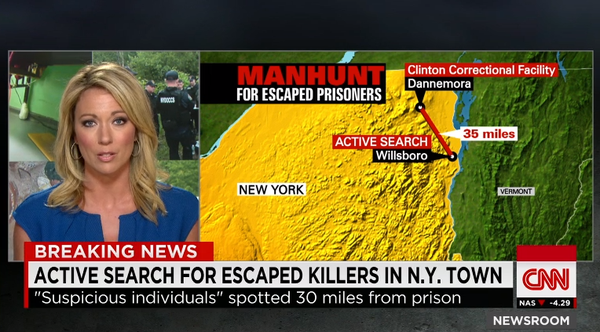 MANHUNT
FOR ESCAPED PRISONERS
Clinton Correctional Facility
Dannemora
ACTIVE SEARCH
Willsboro
35 miles
NEW YORK
VERMONT
NYSDOCCS
BREAKING NEWS
ACTIVE SEARCH FOR ESCAPED KILLERS IN N.Y. TOWN
"Suspicious individuals" spotted 30 miles from prison
CNN
NAS ▼ -4.29
NEWSROOM